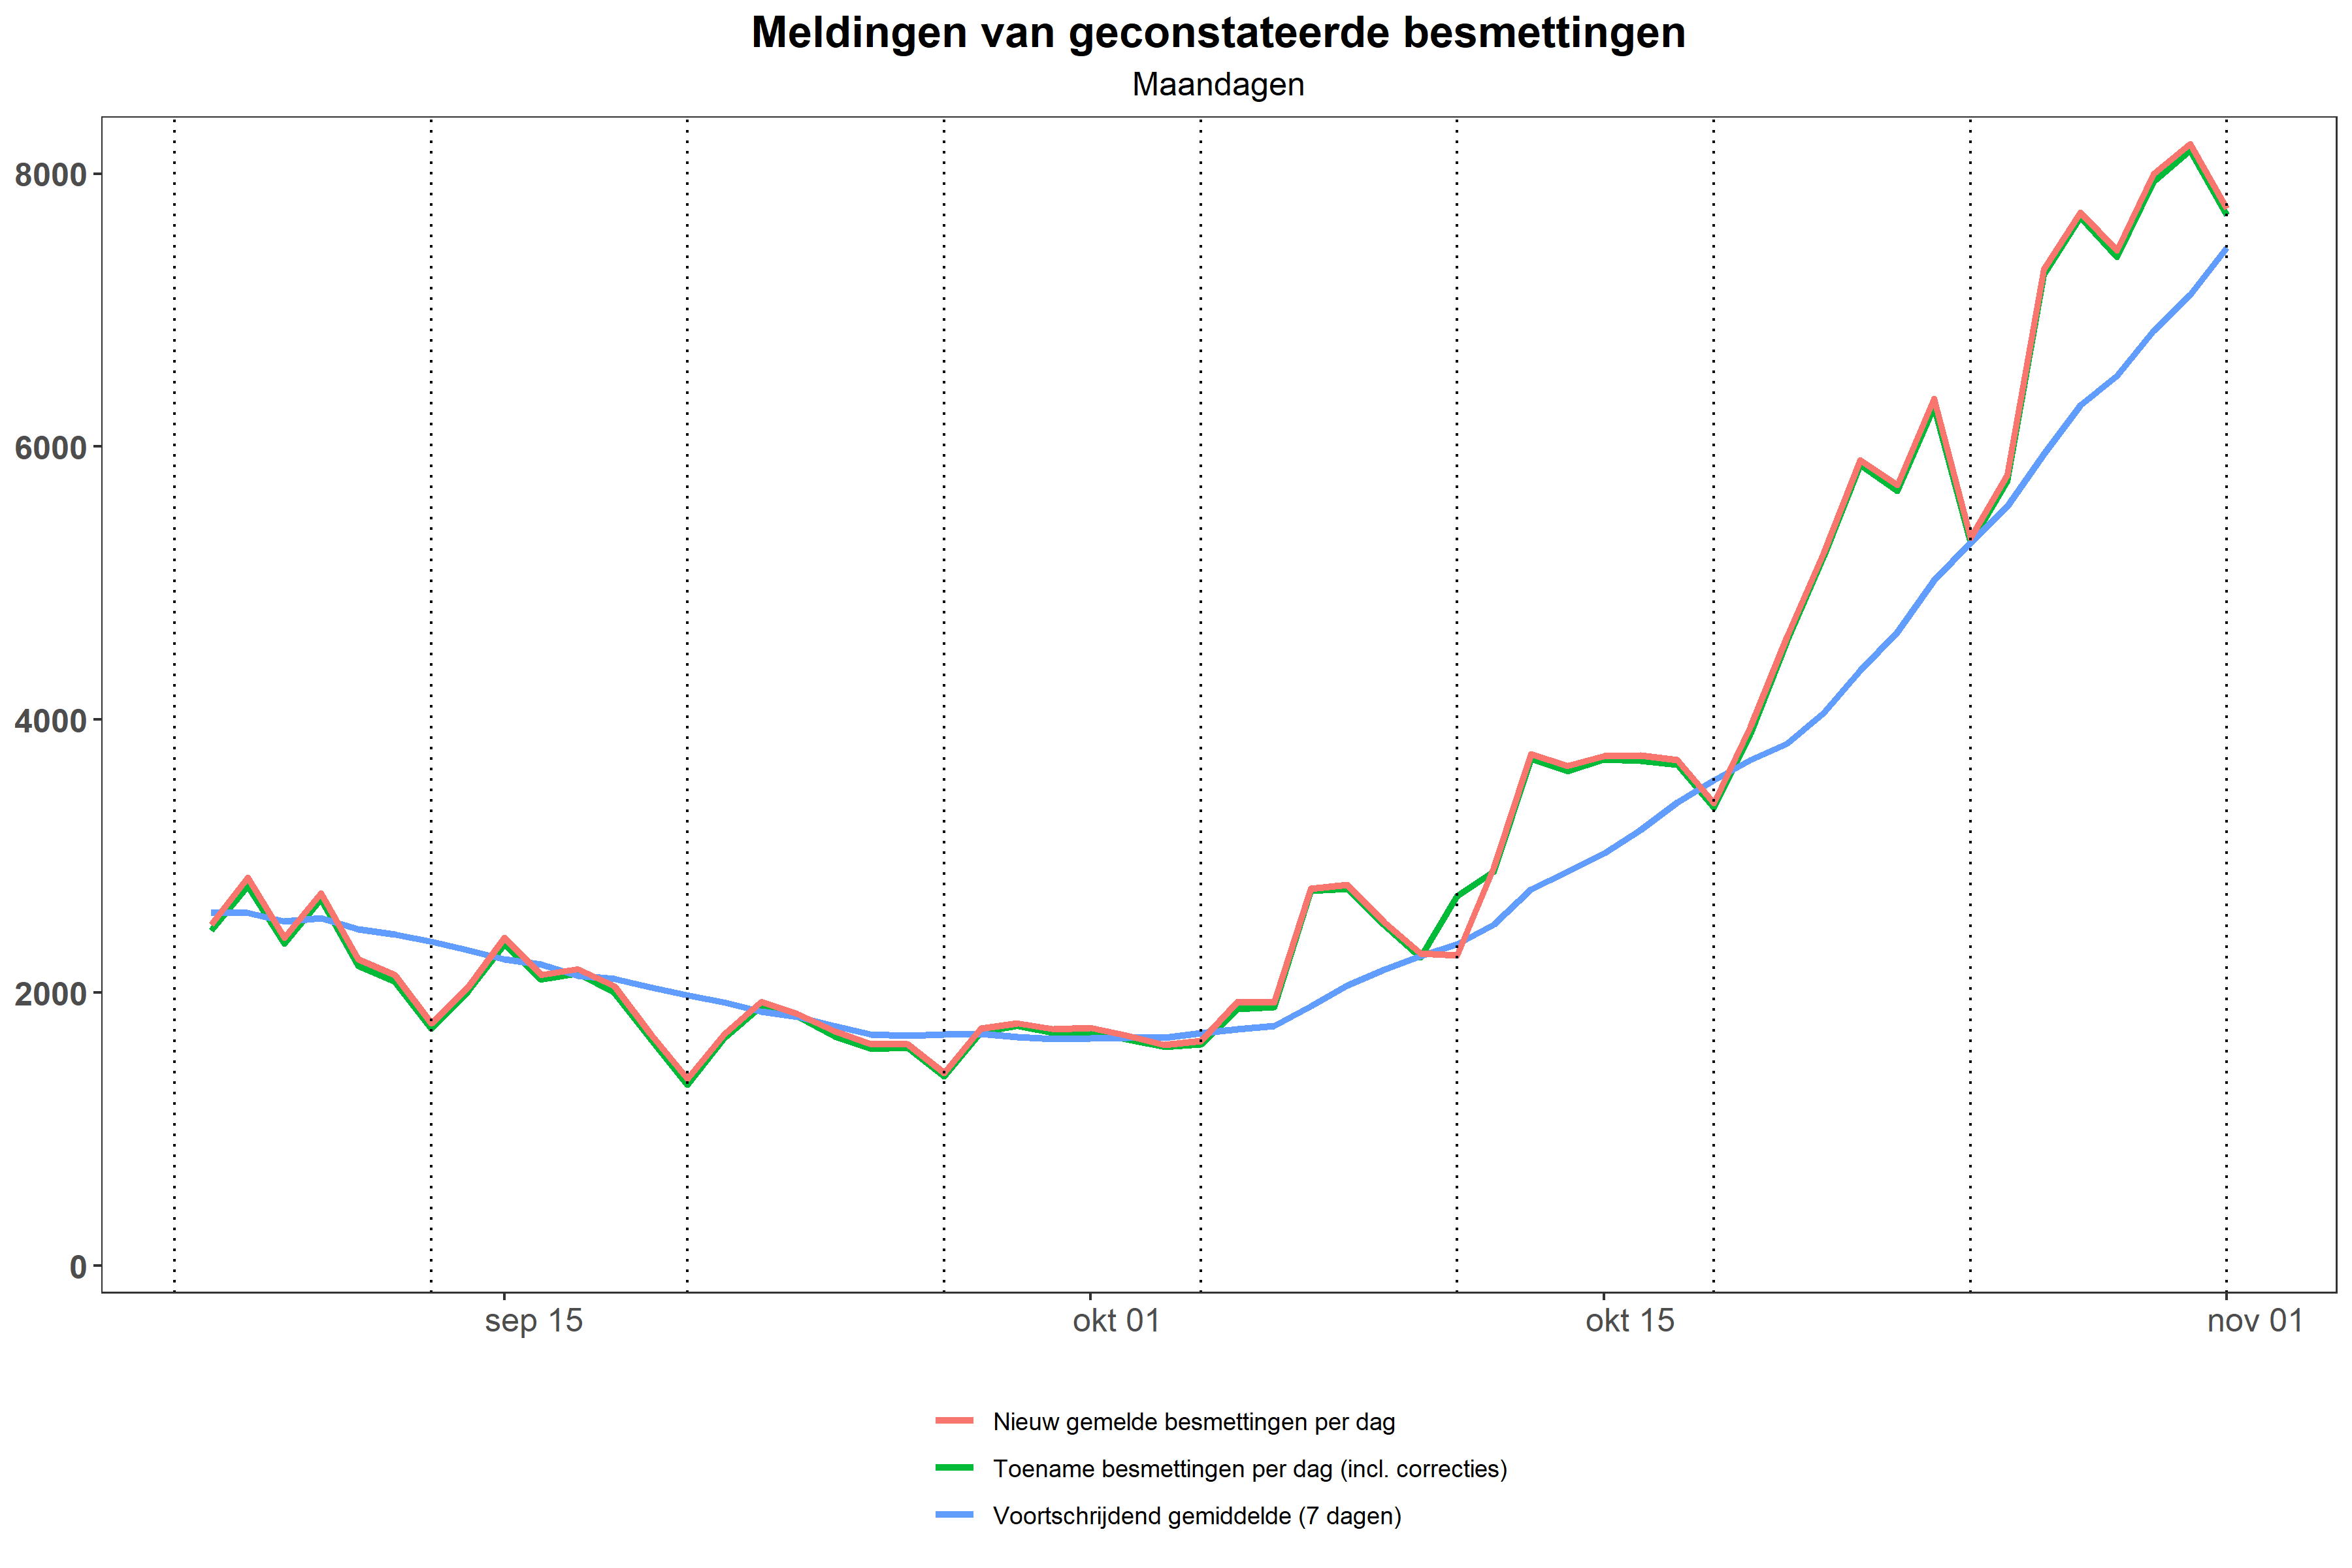 Meldingen van geconstateerde besmettingen
Maandagen
8000
6000
4000
2000
0
sep 15
okt 01
okt 15
nov 01
Nieuw gemelde besmettingen per dag
Toename besmettingen per dag (incl. correcties)
Voortschrijdend gemiddelde (7 dagen)